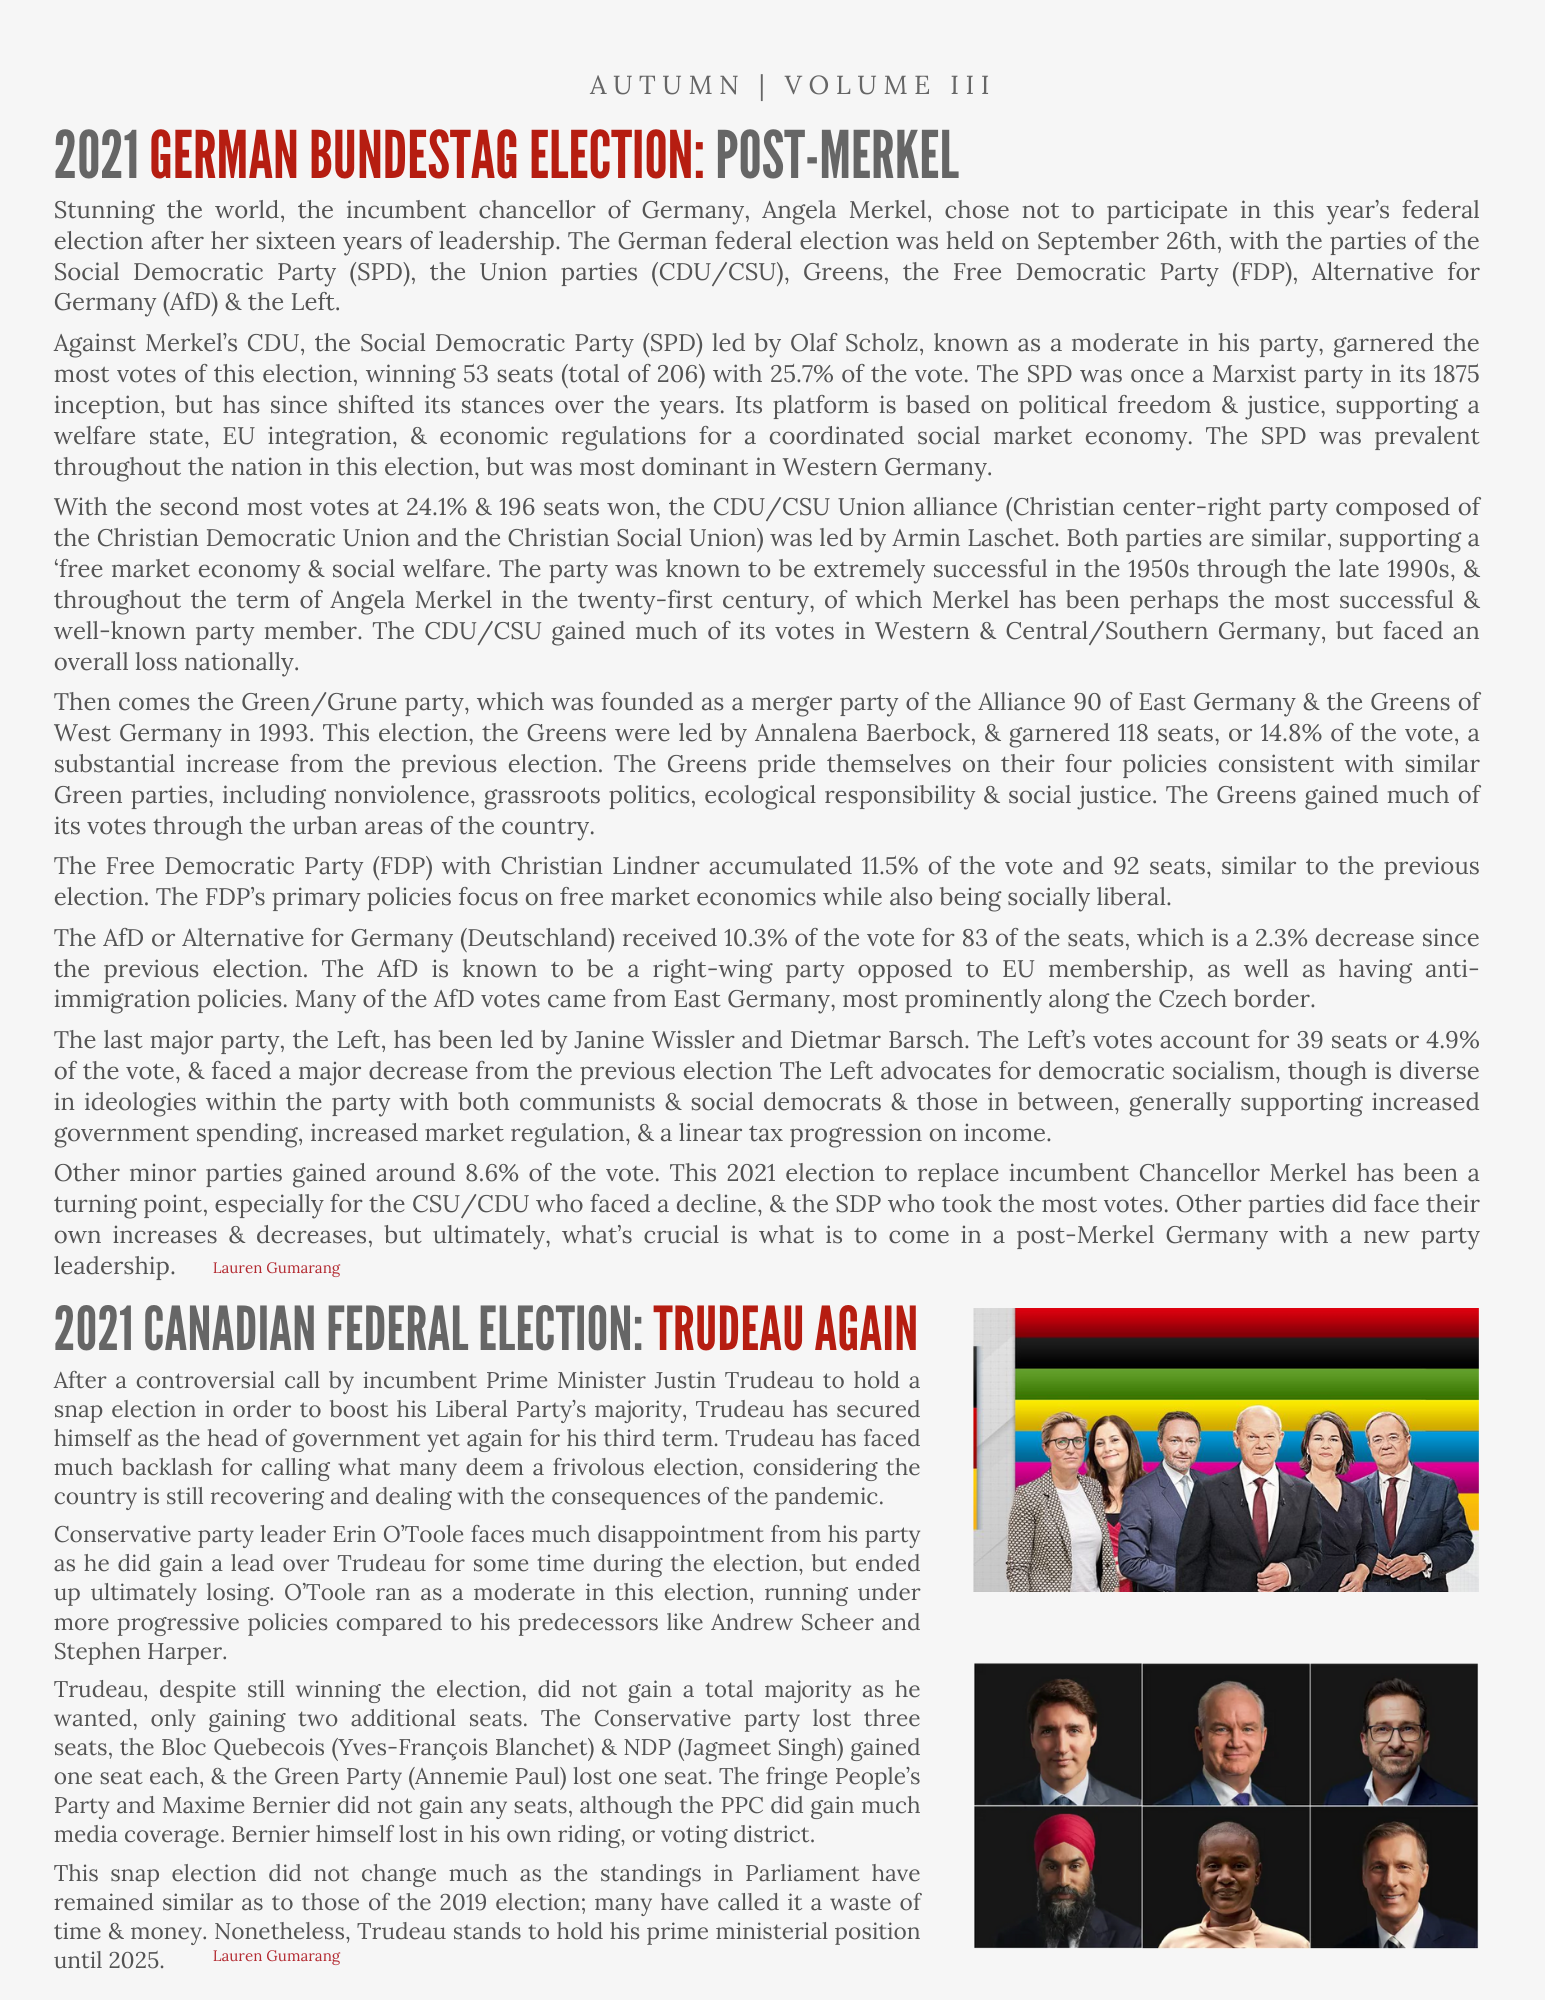 AUTUMN | VOLUME III
2021 GERMAN BUNDESTAG ELECTION: POST-MERKEL
Stunning the world, the incumbent chancellor of Germany, Angela Merkel, chose not to participate in this year’s federal
election after her sixteen years of leadership. The German federal election was held on September 26th, with the parties of the
Social Democratic Party (SPD), the Union parties (CDU/CSU), Greens, the Free Democratic Party (FDP), Alternative for
Germany (AfD) & the Left.
Against Merkel’s CDU, the Social Democratic Party (SPD) led by Olaf Scholz, known as a moderate in his party, garnered the
most votes of this election, winning 53 seats (total of 206) with 25.7% of the vote. The SPD was once a Marxist party in its 1875
inception, but has since shifted its stances over the years. Its platform is based on political freedom & justice, supporting a
welfare state, EU integration, & economic regulations for a coordinated social market economy. The SPD was prevalent
throughout the nation in this election, but was most dominant in Western Germany.
With the second most votes at 24.1% & 196 seats won, the CDU/CSU Union alliance (Christian center-right party composed of
the Christian Democratic Union and the Christian Social Union) was led by Armin Laschet. Both parties are similar, supporting a
‘free market economy & social welfare. The party was known to be extremely successful in the 1950s through the late 1990s, &
throughout the term of Angela Merkel in the twenty-first century, of which Merkel has been perhaps the most successful &
well-known party member. The CDU/CSU gained much of its votes in Western & Central/Southern Germany, but faced an
overall loss nationally.
Then comes the Green/Grune party, which was founded as a merger party of the Alliance 90 of East Germany & the Greens of
West Germany in 1993. This election, the Greens were led by Annalena Baerbock, & garnered 118 seats, or 14.8% of the vote, a
substantial increase from the previous election. The Greens pride themselves on their four policies consistent with similar
Green parties, including nonviolence, grassroots politics, ecological responsibility & social justice. The Greens gained much of
its votes through the urban areas of the country.
The Free Democratic Party (FDP) with Christian Lindner accumulated 11.5% of the vote and 92 seats, similar to the previous
election. The FDP’s primary policies focus on free market economics while also being socially liberal.
The AfD or Alternative for Germany (Deutschland) received 10.3% of the vote for 83 of the seats, which is a 2.3% decrease since
the previous election. The AfD is known to be a right-wing party opposed to EU membership, as well as having anti-
immigration policies. Many of the AfD votes came from East Germany, most prominently along the Czech border.
The last major party, the Left, has been led by Janine Wissler and Dietmar Barsch. The Left’s votes account for 39 seats or 4.9%
of the vote, & faced a major decrease from the previous election The Left advocates for democratic socialism, though is diverse
in ideologies within the party with both communists & social democrats & those in between, generally supporting increased
government spending, increased market regulation, & a linear tax progression on income.
Other minor parties gained around 8.6% of the vote. This 2021 election to replace incumbent Chancellor Merkel has been a
turning point, especially for the CSU/CDU who faced a decline, & the SDP who took the most votes. Other parties did face their
own increases & decreases, but ultimately, what’s crucial is what is to come in a post-Merkel Germany with a new party
leadership. Lauren Gumarang
2021 CANADIAN FEDERAL ELECTION: TRUDEAU AGAIN
After a controversial call by incumbent Prime Minister Justin Trudeau to hold a
snap election in order to boost his Liberal Party’s majority, Trudeau has secured
himself as the head of government yet again for his third term. Trudeau has faced
much backlash for calling what many deem a frivolous election, considering the
country is still recovering and dealing with the consequences of the pandemic.
Conservative party leader Erin O’Toole faces much disappointment from his party
as he did gain a lead over Trudeau for some time during the election, but ended
up ultimately losing. O’Toole ran as a moderate in this election, running under
more progressive policies compared to his predecessors like Andrew Scheer and
Stephen Harper.
Trudeau, despite still winning the election, did not gain a total majority as he
wanted, only gaining two additional seats. The Conservative party lost three
seats, the Bloc Quebecois (Yves-François Blanchet) & NDP (Jagmeet Singh) gained
one seat each, & the Green Party (Annemie Paul) lost one seat. The fringe People’s
Party and Maxime Bernier did not gain any seats, although the PPC did gain much
media coverage. Bernier himself lost in his own riding, or voting district.
This snap election did not change much as the standings in Parliament have
remained similar as to those of the 2019 election; many have called it a waste of
time & money. Nonetheless, Trudeau stands to hold his prime ministerial position
until 2025. Lauren Gumarang